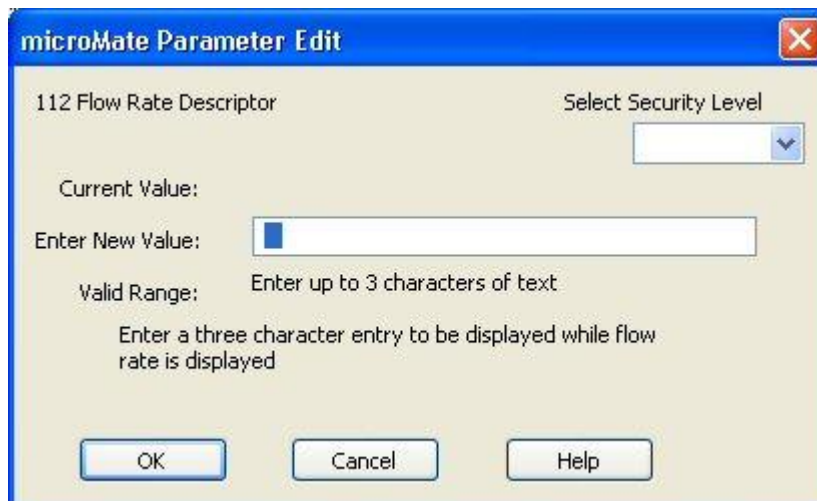 microMate Parameter Edit
112 Flow Rate Descriptor
Select Security Level
Current Value:
Enter New Value:
Valid Range:
Enter up to 3 characters of text
Enter a three character entry to be displayed while flow
rate is displayed
OK
Cancel
Help